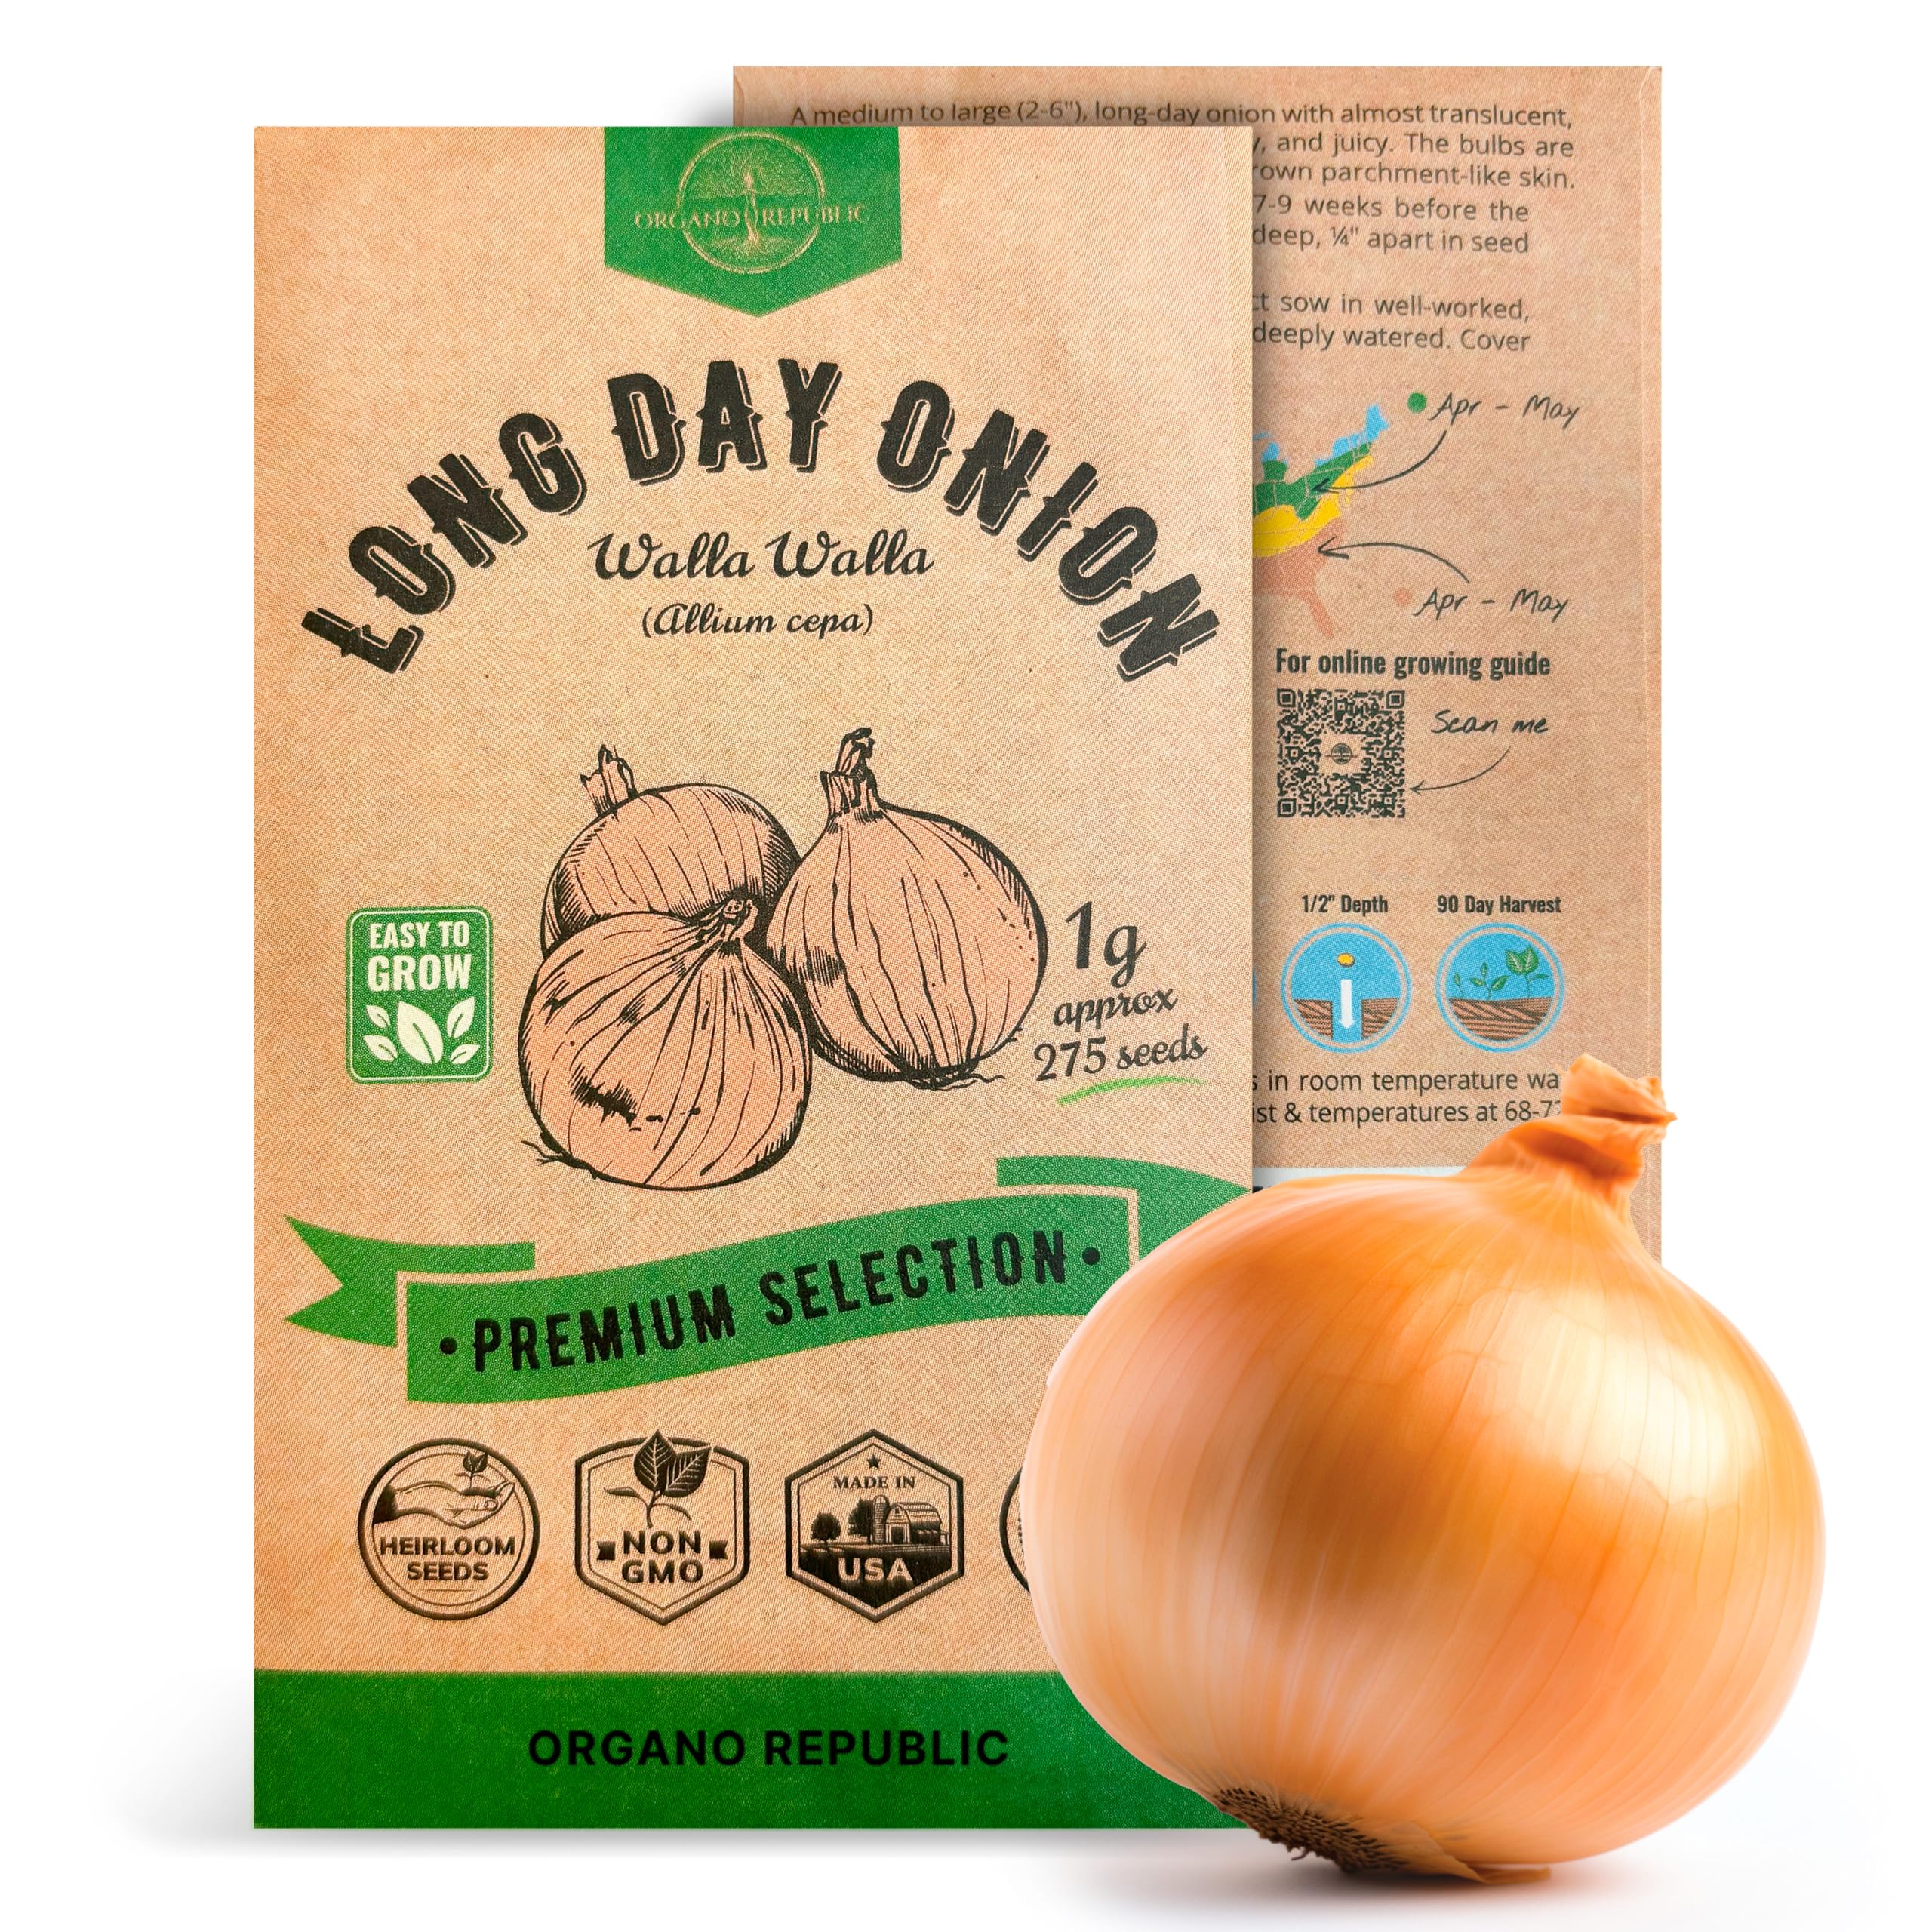 ORGANO REPUBLIC
LONG DAY ONION
Walla Walla
(Allium cepa)
EASY TO
GROW
1g
approx
275 seeds
• PREMIUM SELECTION •
HEIRLOOM
SEEDS
NON
GMO
MADE IN
USA
ORGANO REPUBLIC
A medium to large (2-6"), long-day onion with almost translucent,
and juicy. The bulbs are
parchment-like skin.
7-9 weeks before the
deep, ¼" apart in seed
sow in well-worked,
deeply watered. Cover
Apr - May
Apr - May
For online growing guide
Scan me
1/2" Depth
90 Day Harvest
in room temperature
& temperatures at